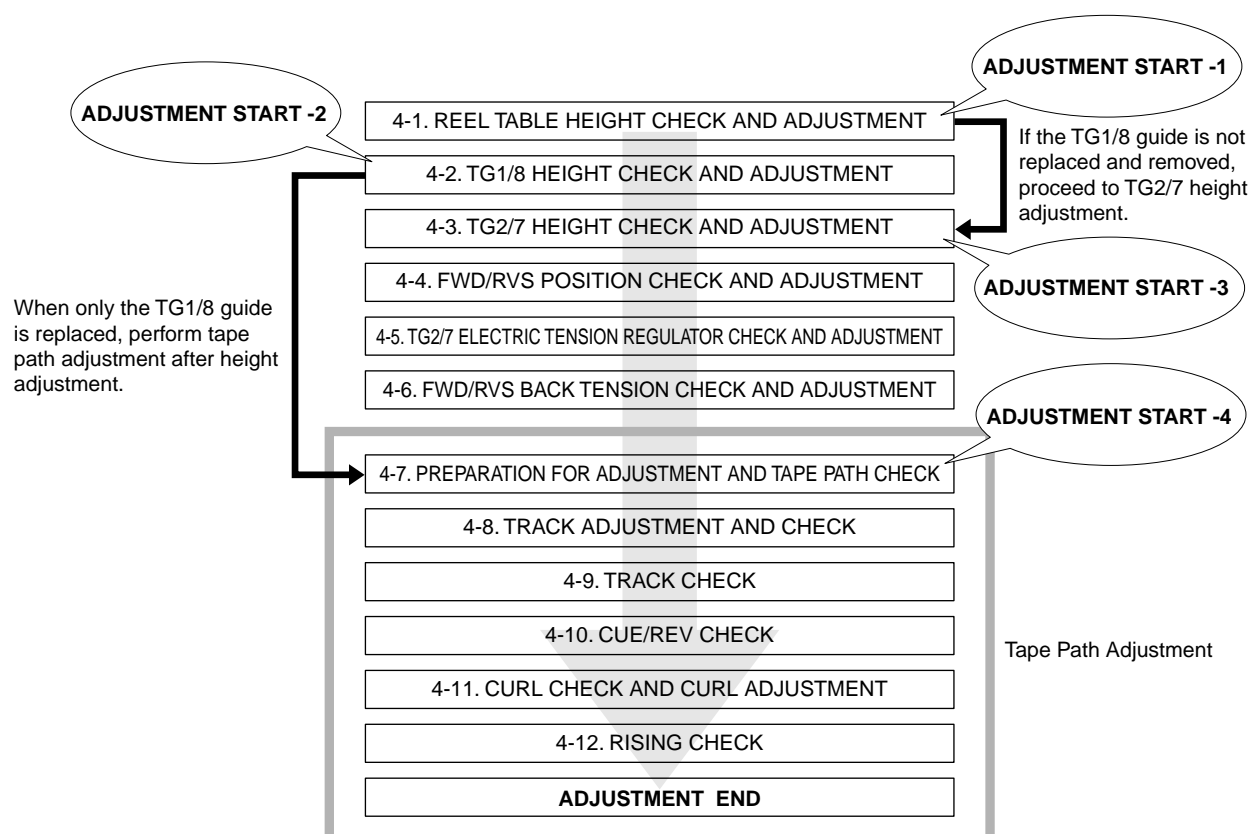 ADJUSTMENT START -1
ADJUSTMENT START -2
4-1. REEL TABLE HEIGHT CHECK AND ADJUSTMENT
If the TG1/8 guide is not
replaced and removed,
proceed to TG2/7 height
adjustment.
4-2. TG1/8 HEIGHT CHECK AND ADJUSTMENT
4-3. TG2/7 HEIGHT CHECK AND ADJUSTMENT
4-4. FWD/RVS POSITION CHECK AND ADJUSTMENT
ADJUSTMENT START -3
When only the TG1/8 guide
is replaced, perform tape
path adjustment after height
adjustment.
4-5. TG2/7 ELECTRIC TENSION REGULATOR CHECK AND ADJUSTMENT
4-6. FWD/RVS BACK TENSION CHECK AND ADJUSTMENT
ADJUSTMENT START -4
4-7. PREPARATION FOR ADJUSTMENT AND TAPE PATH CHECK
4-8. TRACK ADJUSTMENT AND CHECK
4-9. TRACK CHECK
4-10. CUE/REV CHECK
Tape Path Adjustment
4-11. CURL CHECK AND CURL ADJUSTMENT
4-12. RISING CHECK
ADJUSTMENT END